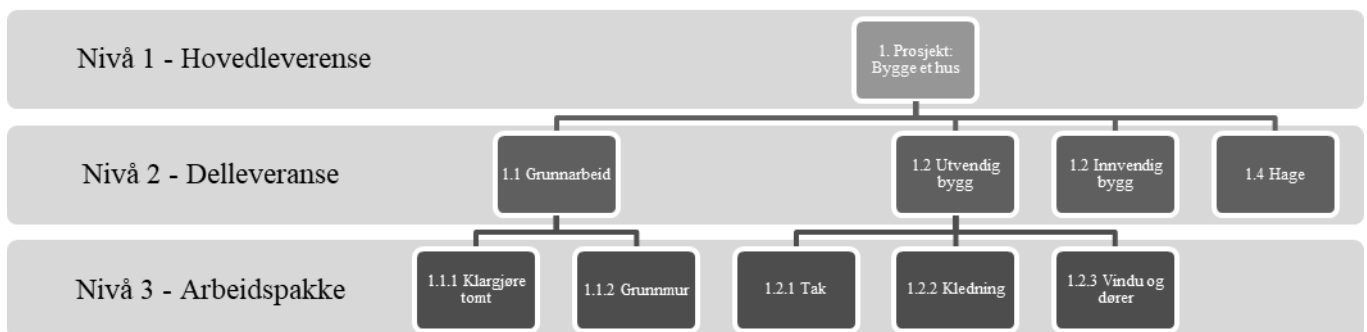 Nivå 1 - Hovedleverense
1. Prosjekt:
Bygge et hus
Nivå 2 - Delleveranse
1.1 Grunnarbeid
1.2 Utvendig
bygg
1.2 Innvendig
bygg
1.4 Hage
Nivå 3 - Arbeidspakke
1.1.1 Klargjøre
tomt
1.1.2 Grunnmur
1.2.1 Tak
1.2.2 Kledning
1.2.3 Vindu og
dører